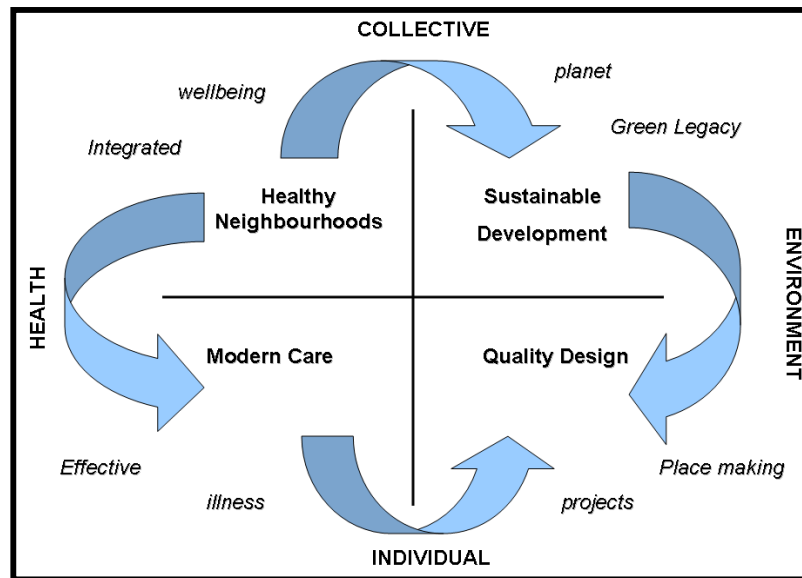 COLLECTIVE
planet
wellbeing
Green Legacy
Integrated
Healthy
Neighbourhoods
Sustainable
Development
HEALTH
ENVIRONMENT
Modern Care
Quality Design
Effective
Place making
illness
projects
INDIVIDUAL